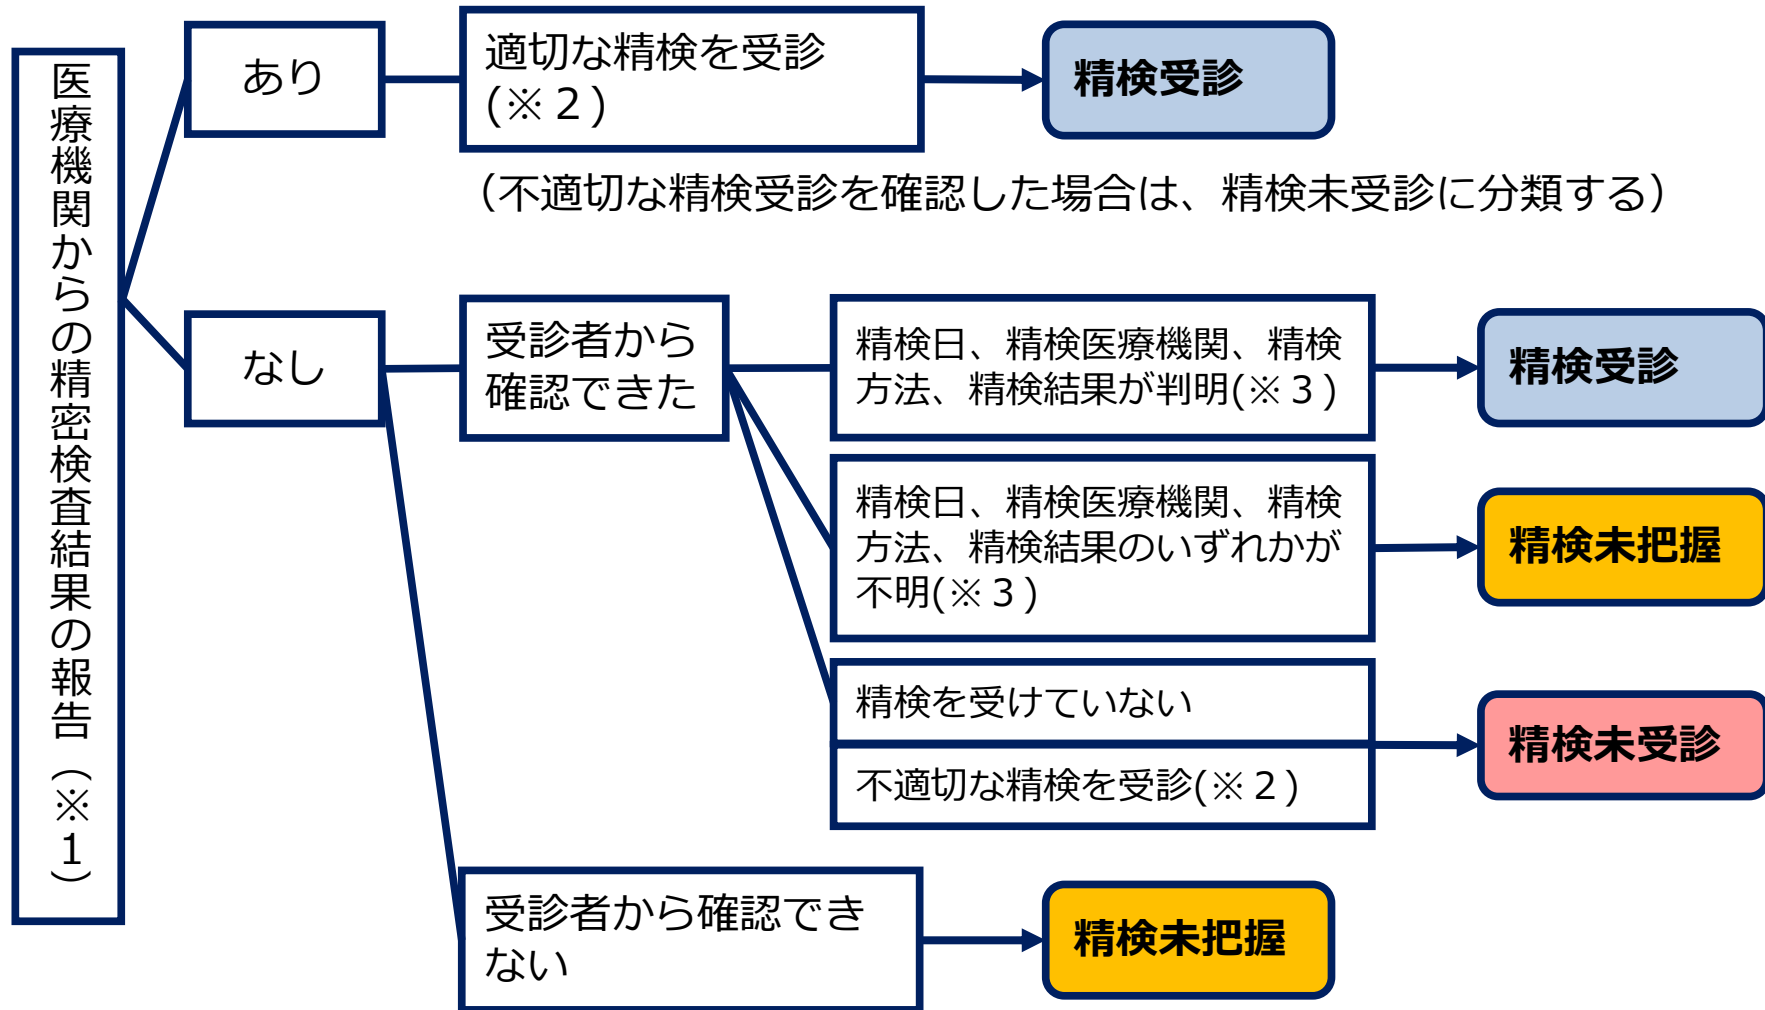 医療機関からの精密検査結果の報告（※１）
あり
適切な精検を受診
(※２)
精検受診
（不適切な精検受診を確認した場合は、精検未受診に分類する）
なし
受診者から
確認できた
精検日、精検医療機関、精検
方法、精検結果が判明(※３)
精検受診
精検日、精検医療機関、精検
方法、精検結果のいずれかが
不明(※３)
精検未把握
精検を受けていない
不適切な精検を受診(※２)
精検未受診
受診者から確認でき
ない
精検未把握